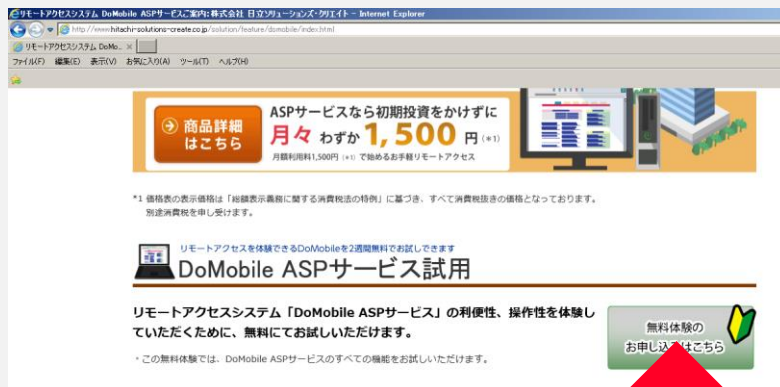 リモートアクセスシステム DoMobile ASPサービスご案内：株式会社 日立ソリューションズ・クリエイト - Internet Explorer
http://www.hitachi-solutions-create.co.jp/solution/feature/domobile/index.html
リモートアクセスシステム DoMo...
ファイル(F) 編集(E) 表示(V) お気に入り(A) ツール(T) ヘルプ(H)
商品詳細
はこちら
ASPサービスなら初期投資をかけずに
月々 わずか 1,500 円 (*1)
月額利用料1,500円 (*1) で始めるお手軽リモートアクセス
*1 価格表の表示価格は「総額表示義務に関する消費税法の特例」に基づき、すべて消費税抜きの価格となっております。
別途消費税を申し受けます。
リモートアクセスを体験できるDoMobileを2週間無料でお試しできます
DoMobile ASPサービス試用
リモートアクセスシステム「DoMobile ASPサービス」の利便性、操作性を体験し
ていただくために、無料にてお試しいただけます。
・この無料体験では、DoMobile ASPサービスのすべての機能をお試しいただけます。
無料体験の
お申し込みはこちら